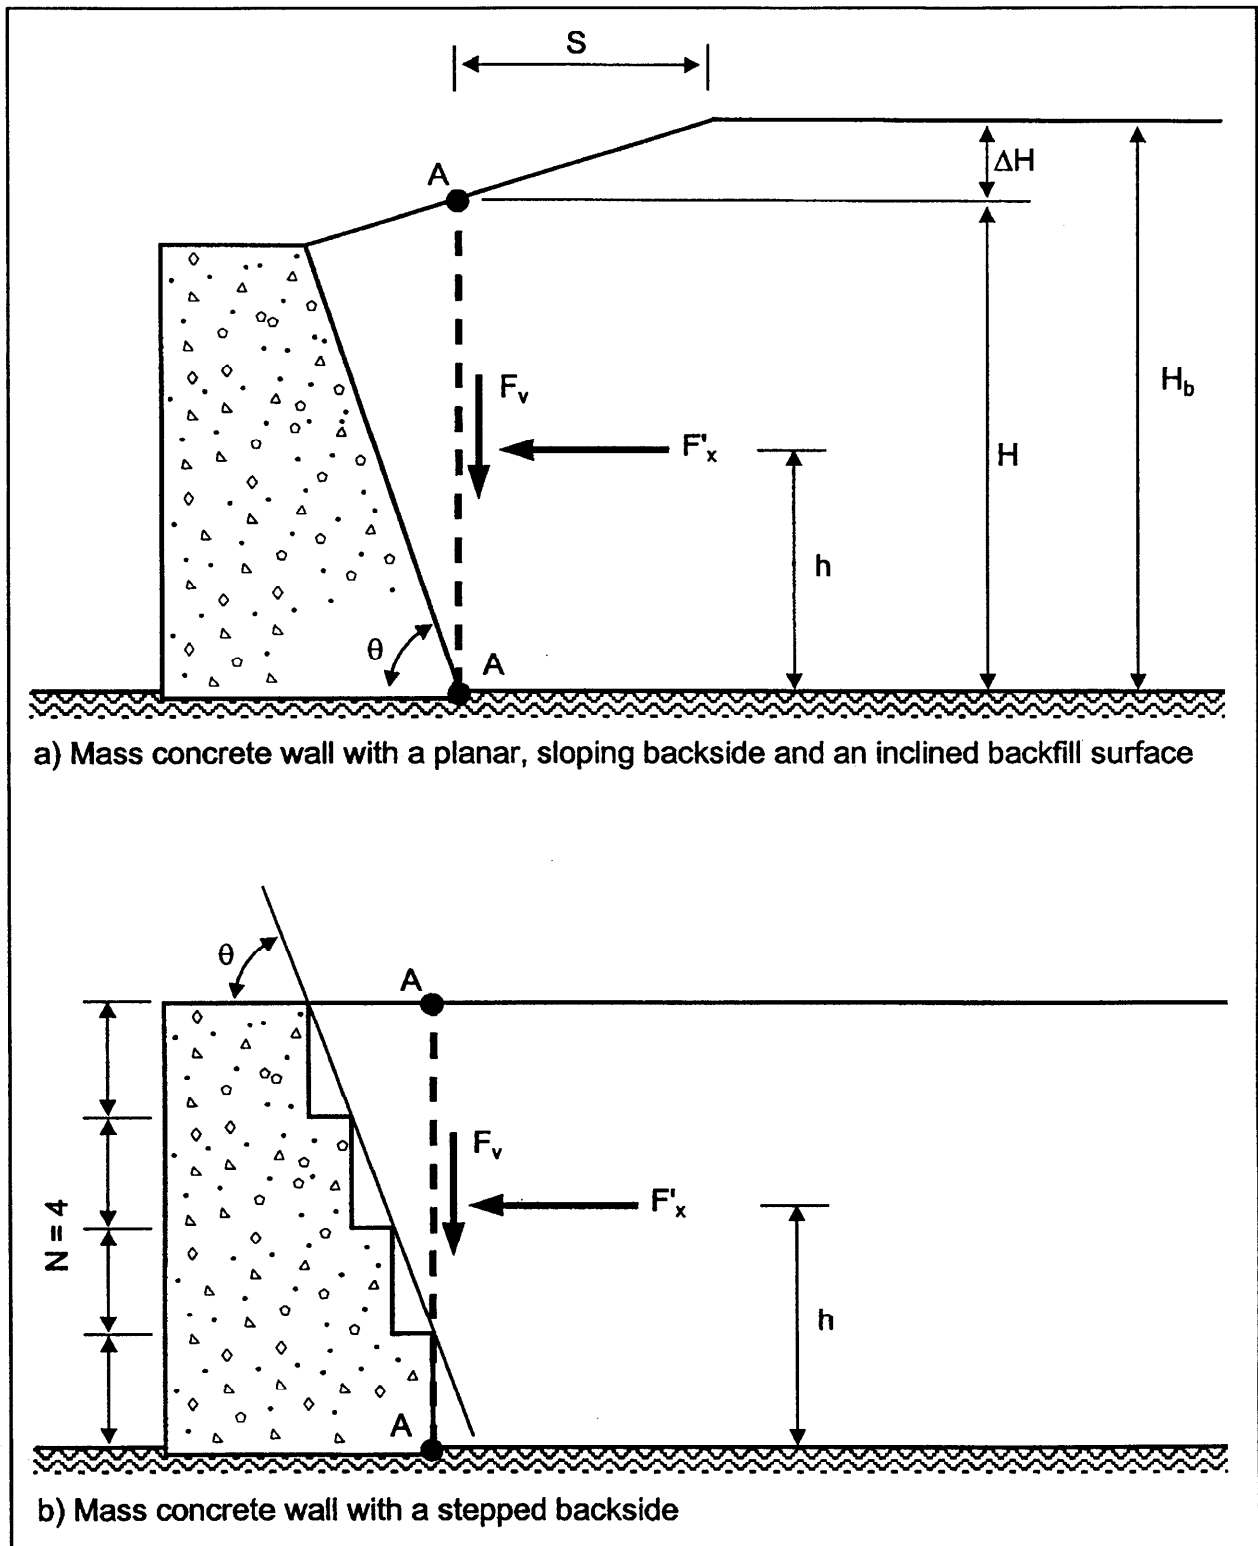 S
A
ΔH
F_v
F'_x
H
H_b
h
θ
A
a) Mass concrete wall with a planar, sloping backside and an inclined backfill surface
θ
A
F_v
F'_x
N = 4
h
A
b) Mass concrete wall with a stepped backside